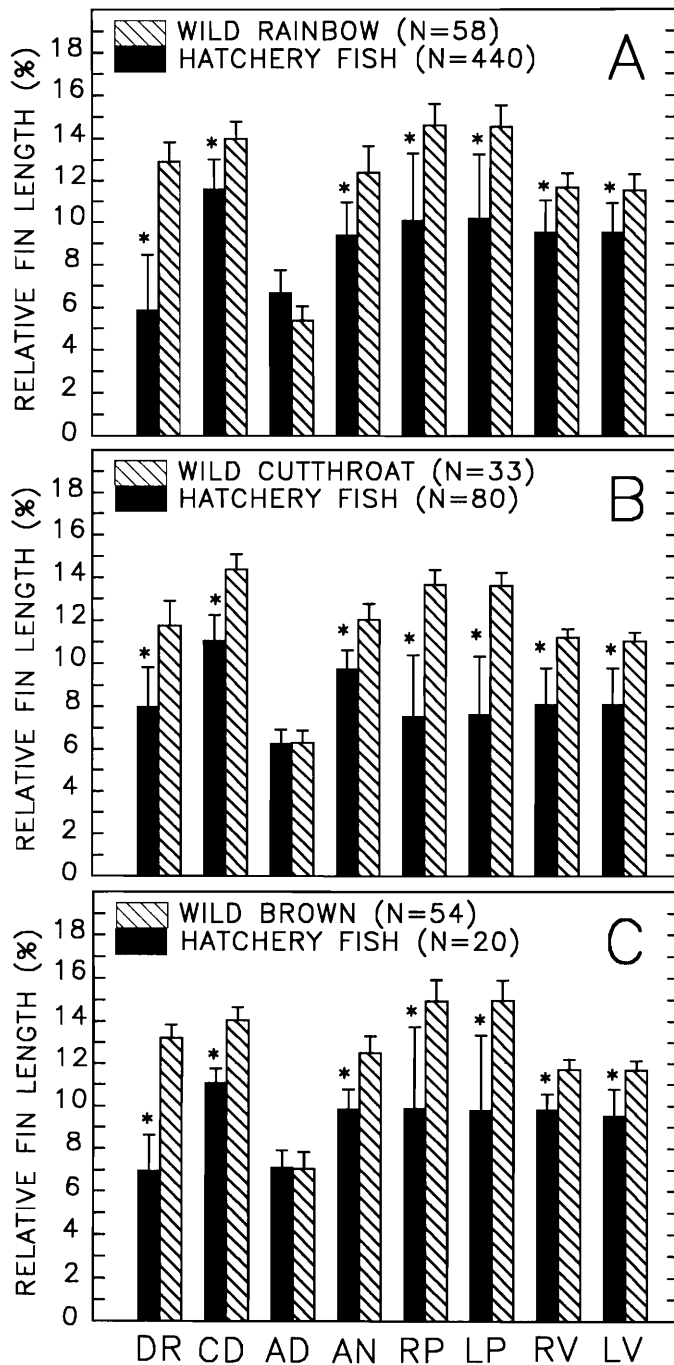 WILD RAINBOW (N=58)
HATCHERY FISH (N=440)
A
RELATIVE FIN LENGTH (%)
18
16
14
12
10
8
6
4
2
0
* * * * * * *
WILD CUTTHROAT (N=33)
HATCHERY FISH (N=80)
B
RELATIVE FIN LENGTH (%)
18
16
14
12
10
8
6
4
2
0
* * * * * * *
WILD BROWN (N=54)
HATCHERY FISH (N=20)
C
RELATIVE FIN LENGTH (%)
18
16
14
12
10
8
6
4
2
0
* * * * * * *
DR CD AD AN RP LP RV LV